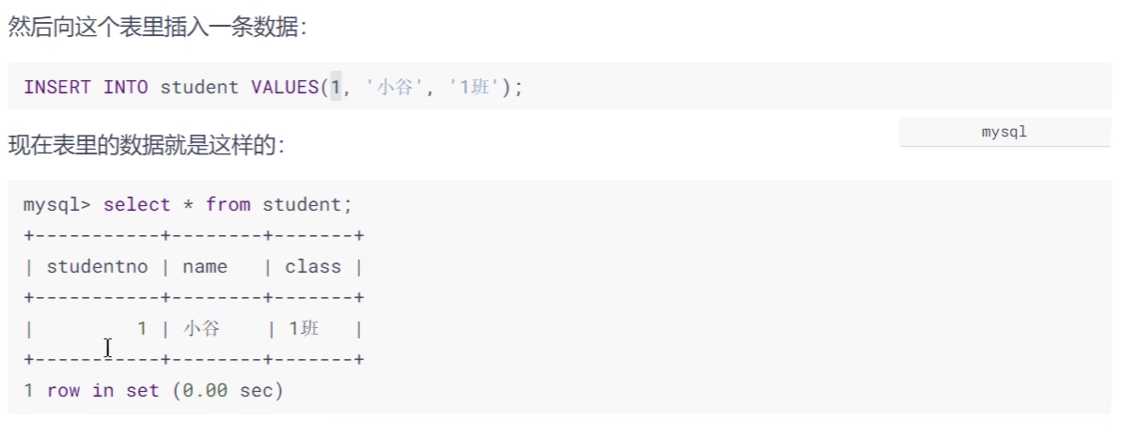 然后向这个表里插入一条数据：
INSERT INTO student VALUES(1, '小谷', '1班');
现在表里的数据就是这样的：
mysql
mysql> select * from student;
+-----------+--------+-------+
| studentno | name   | class |
+-----------+--------+-------+
|         1 | 小谷    | 1班   |
+-----------+--------+-------+
1 row in set (0.00 sec)